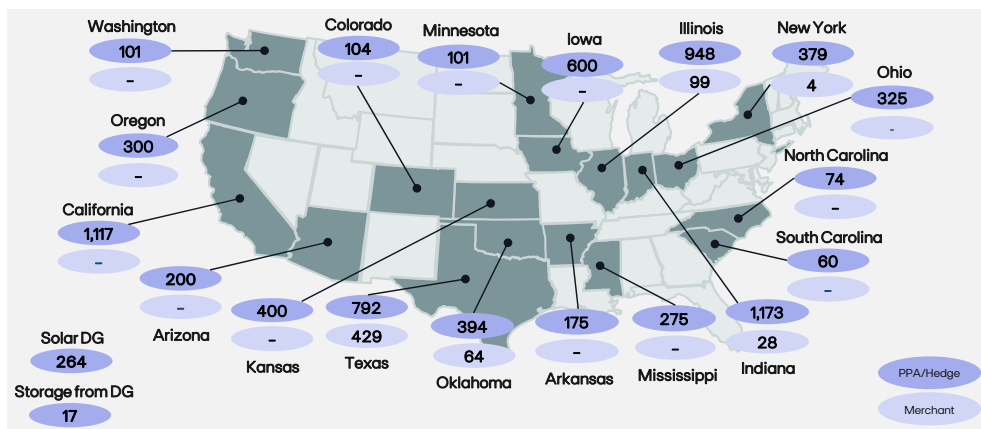 Washington
101
-
Colorado
104
-
Minnesota
101
-
Iowa
600
-
Illinois
948
99
New York
379
4
Ohio
325
-
Oregon
300
-
North Carolina
74
-
California
1,117
-
South Carolina
60
-
200
-
Arizona
400
-
Kansas
792
429
Texas
394
64
Oklahoma
175
-
Arkansas
275
-
Mississippi
1,173
28
Indiana
Solar DG
264
Storage from DG
17
PPA/Hedge
Merchant